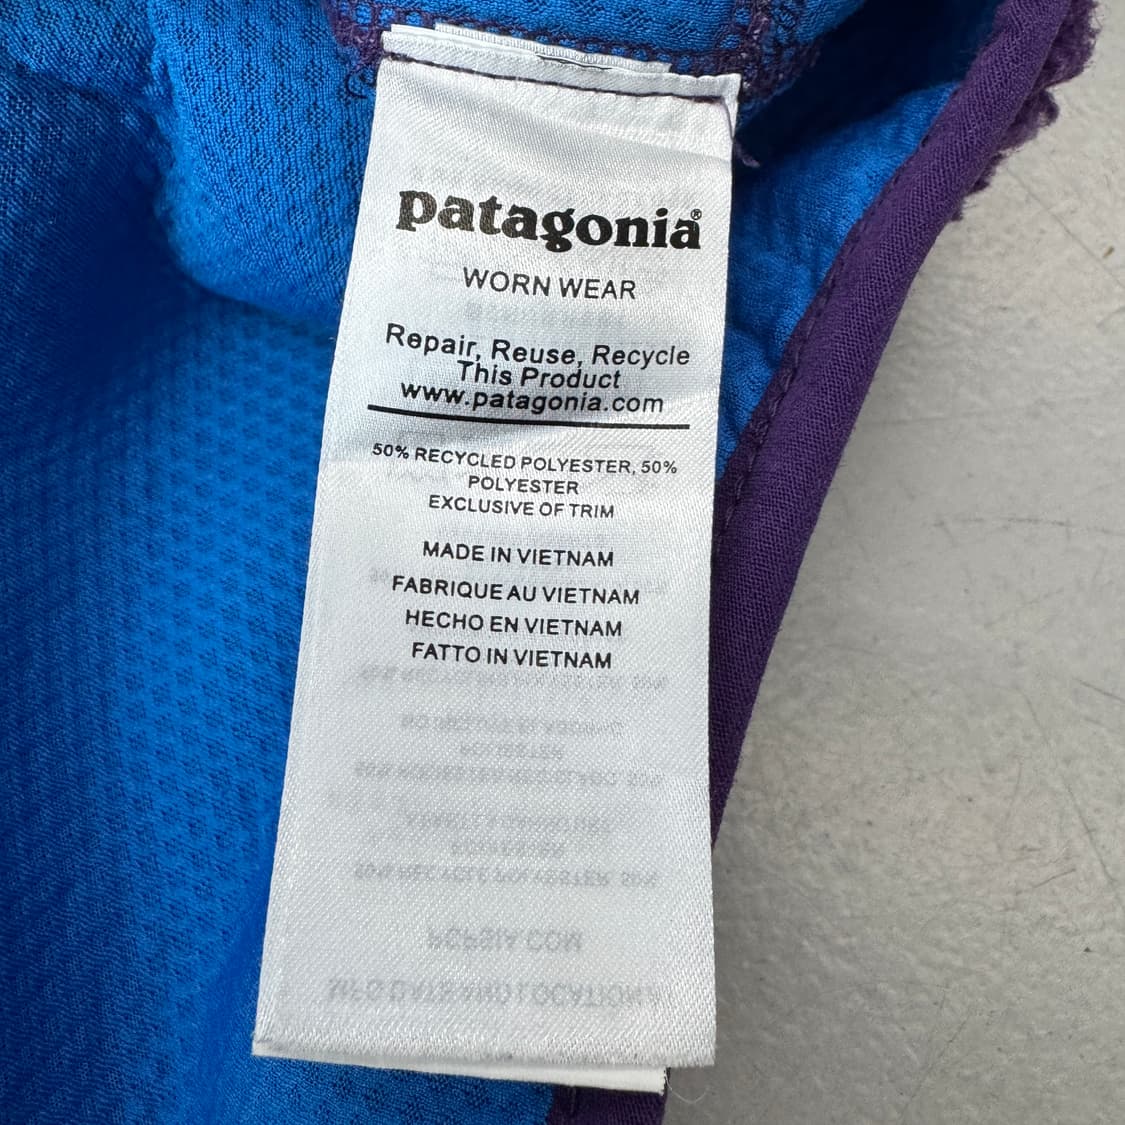 patagonia®
WORN WEAR
Repair, Reuse, Recycle
This Product
www.patagonia.com
50% RECYCLED POLYESTER, 50%
POLYESTER
EXCLUSIVE OF TRIM
MADE IN VIETNAM
FABRIQUE AU VIETNAM
HECHO EN VIETNAM
FATTO IN VIETNAM